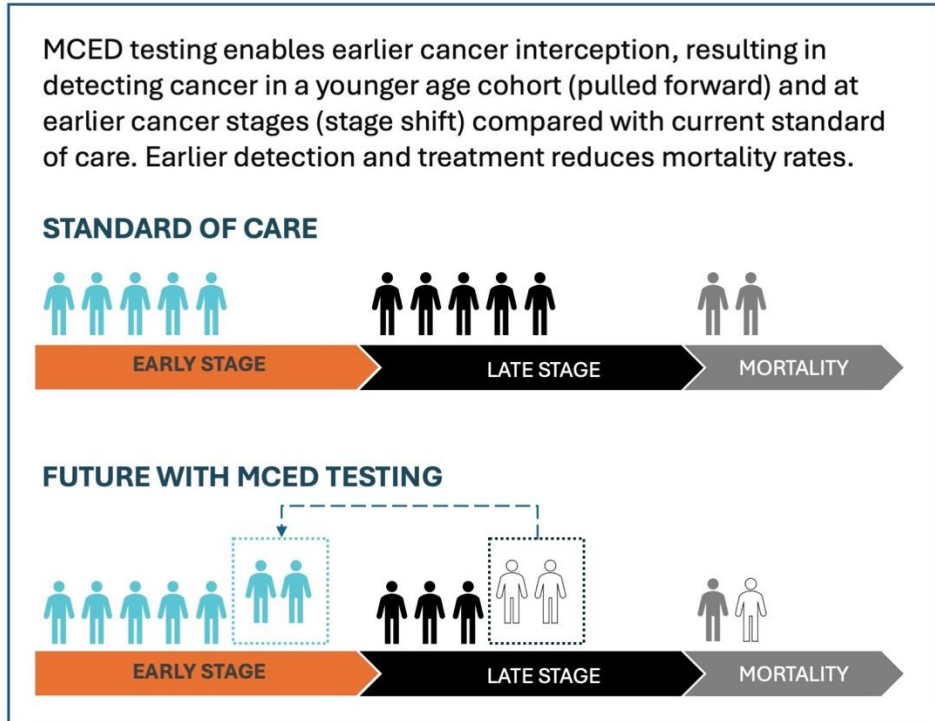 MCED testing enables earlier cancer interception, resulting in
detecting cancer in a younger age cohort (pulled forward) and at
earlier cancer stages (stage shift) compared with current standard
of care. Earlier detection and treatment reduces mortality rates.
STANDARD OF CARE
EARLY STAGE
LATE STAGE
MORTALITY
FUTURE WITH MCED TESTING
EARLY STAGE
LATE STAGE
MORTALITY